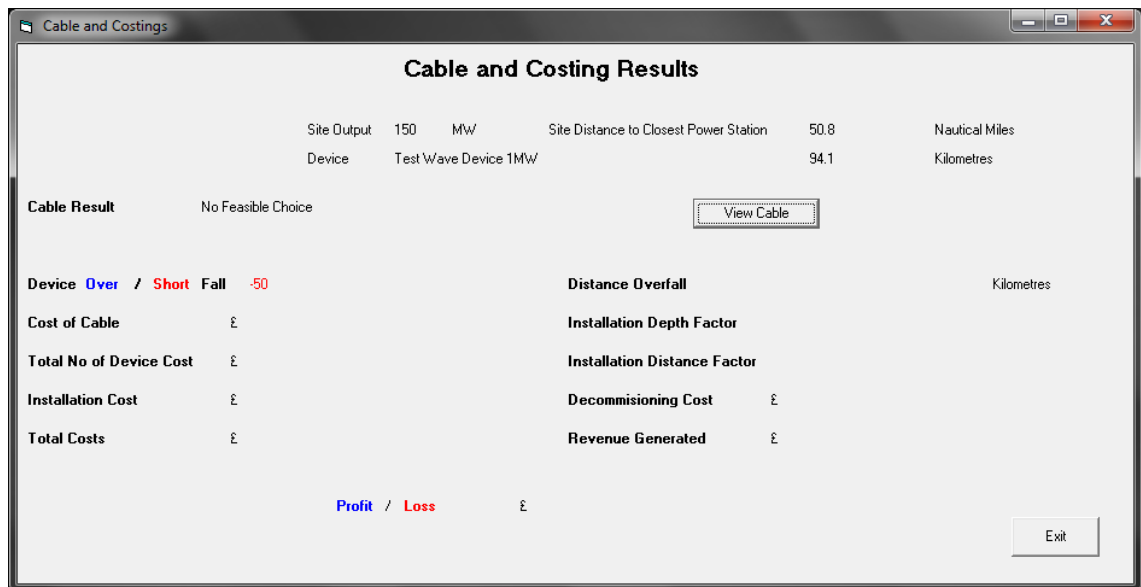 Cable and Costings
Cable and Costing Results
Site Output 150 MW Site Distance to Closest Power Station 50.8 Nautical Miles
Device Test Wave Device 1MW 94.1 Kilometres
Cable Result No Feasible Choice View Cable
Device Over / Short Fall -50 Distance Overfall Kilometres
Cost of Cable £ Installation Depth Factor
Total No of Device Cost £ Installation Distance Factor
Installation Cost £ Decommisioning Cost £
Total Costs £ Revenue Generated £
Profit / Loss £
Exit